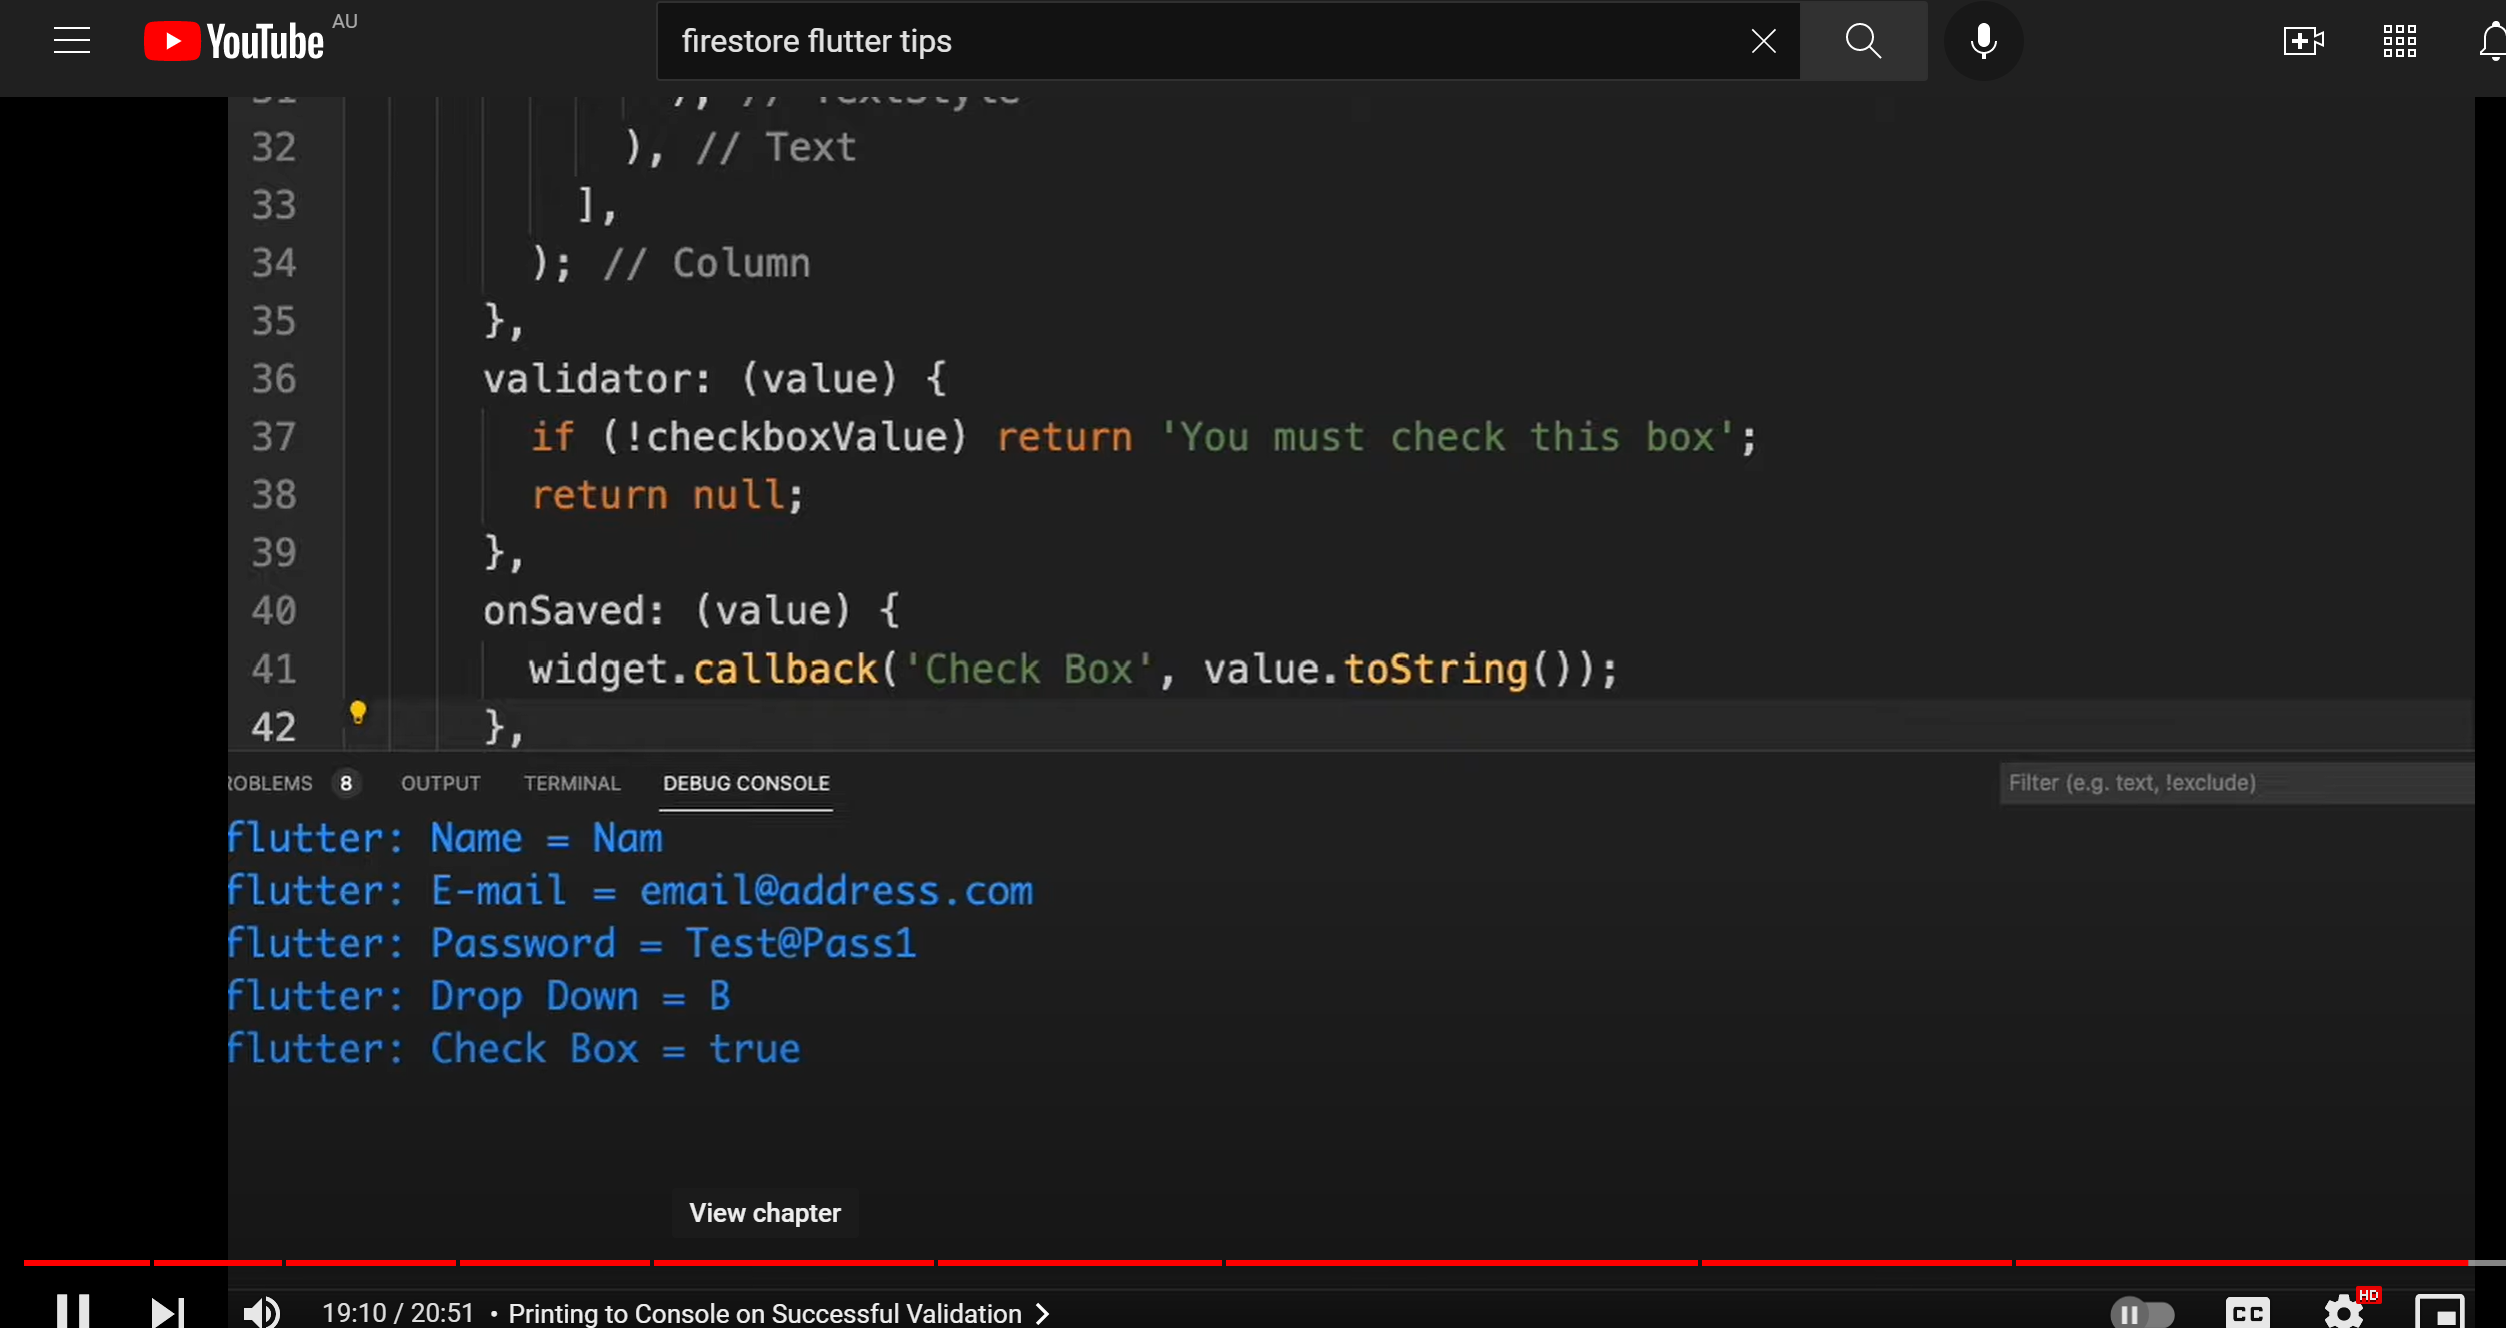 YouTube AU
firestore flutter tips
31 ), // TextStyle
32 ), // Text
33 ],
34 ); // Column
35 },
36 validator: (value) {
37 if (!checkboxValue) return 'You must check this box';
38 return null;
39 },
40 onSaved: (value) {
41 widget.callback('Check Box', value.toString());
42 },
ROBLEMS 8 OUTPUT TERMINAL DEBUG CONSOLE Filter (e.g. text, !exclude)
flutter: Name = Nam
flutter: E-mail = email@address.com
flutter: Password = Test@Pass1
flutter: Drop Down = B
flutter: Check Box = true
View chapter
19:10 / 20:51 • Printing to Console on Successful Validation
CC
HD